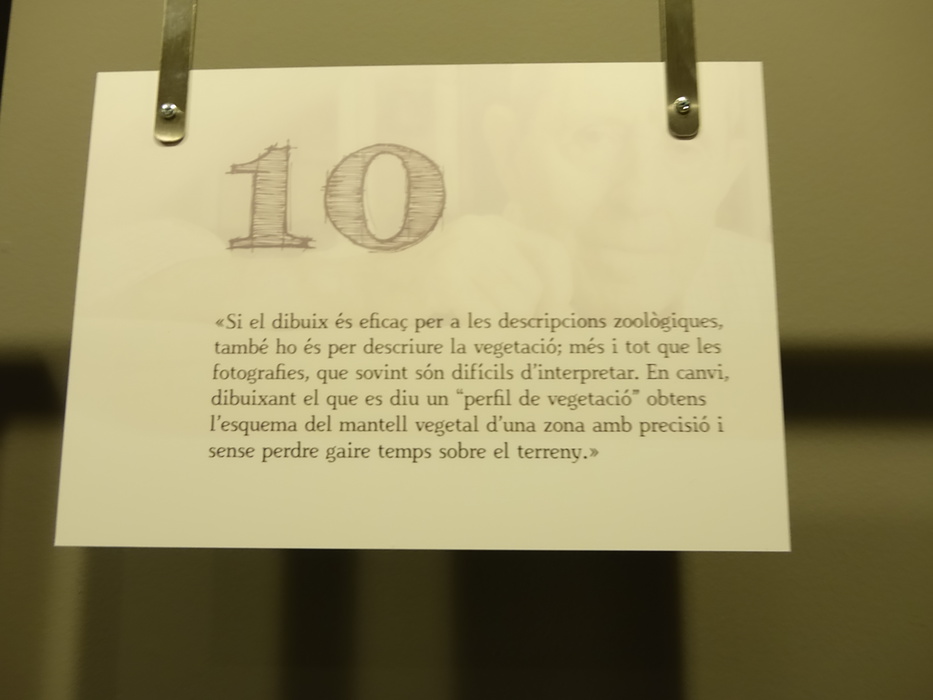 10
«Si el dibuix és eficaç per a les descripcions zoològiques,
també ho és per descriure la vegetació; més i tot que les
fotografies, que sovint són difícils d'interpretar. En canvi,
dibuixant el que es diu un “perfil de vegetació” obtens
l'esquema del mantell vegetal d'una zona amb precisió i
sense perdre gaire temps sobre el terreny.»